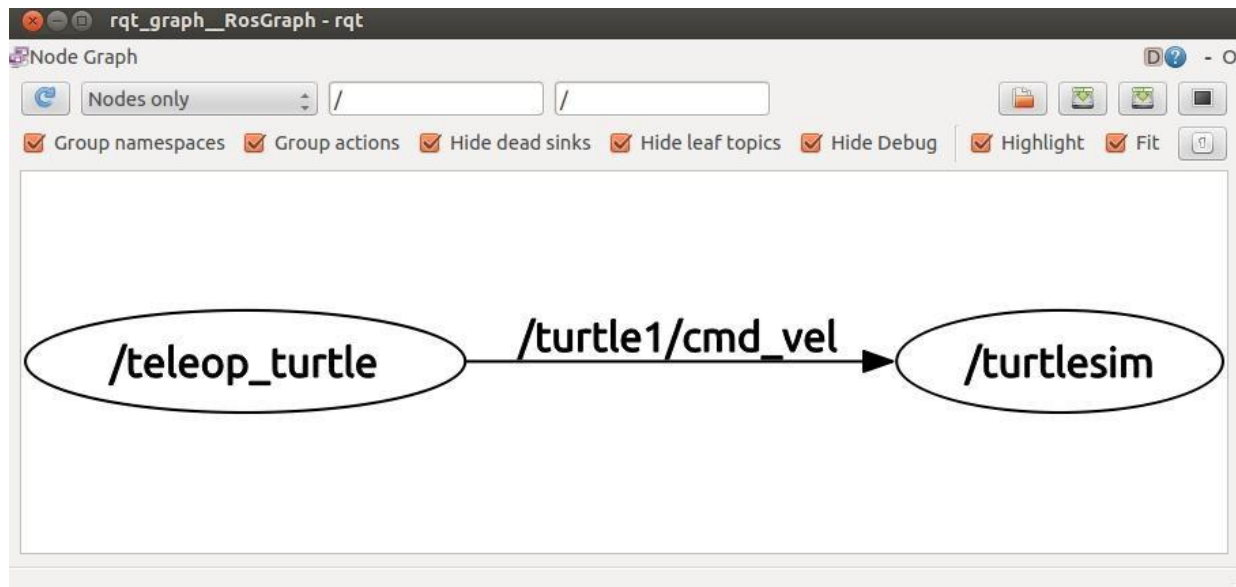 rqt_graph__RosGraph - rqt
Node Graph
D ? - O
Nodes only / /
Group namespaces Group actions Hide dead sinks Hide leaf topics Hide Debug Highlight Fit
/teleop_turtle /turtle1/cmd_vel /turtlesim